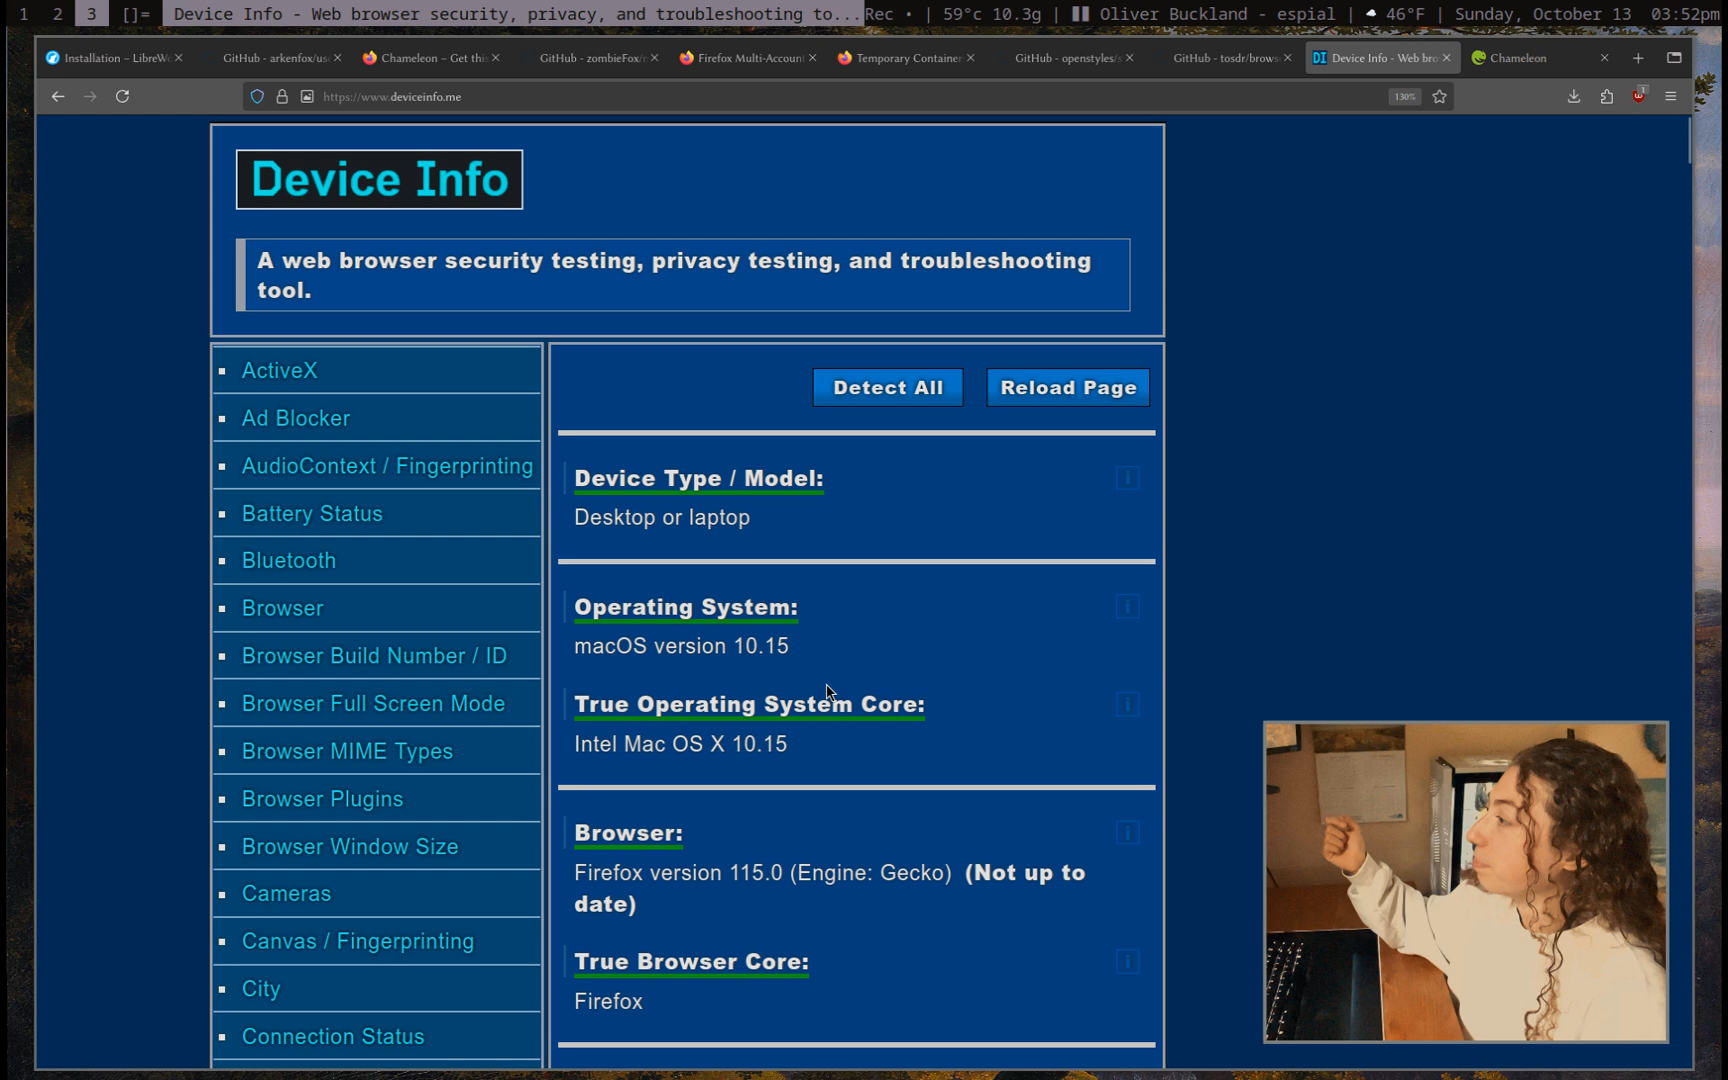 1 2 3 []= Device Info - Web browser security, privacy, and troubleshooting to... Rec • | 59°c 10.3g | Oliver Buckland - espial | 46°F | Sunday, October 13 03:52pm
Installation – LibreWo GitHub - arkenfox/use Chameleon – Get this GitHub - zombieFox/n Firefox Multi-Account Temporary Container GitHub - openstyles/s GitHub - tosdr/brows Device Info - Web bro Chameleon
https://www.deviceinfo.me 130% 1
Device Info
A web browser security testing, privacy testing, and troubleshooting
tool.
ActiveX
Ad Blocker
AudioContext / Fingerprinting
Battery Status
Bluetooth
Browser
Browser Build Number / ID
Browser Full Screen Mode
Browser MIME Types
Browser Plugins
Browser Window Size
Cameras
Canvas / Fingerprinting
City
Connection Status
Detect All Reload Page
Device Type / Model:
Desktop or laptop
Operating System:
macOS version 10.15
True Operating System Core:
Intel Mac OS X 10.15
Browser:
Firefox version 115.0 (Engine: Gecko) (Not up to
date)
True Browser Core:
Firefox